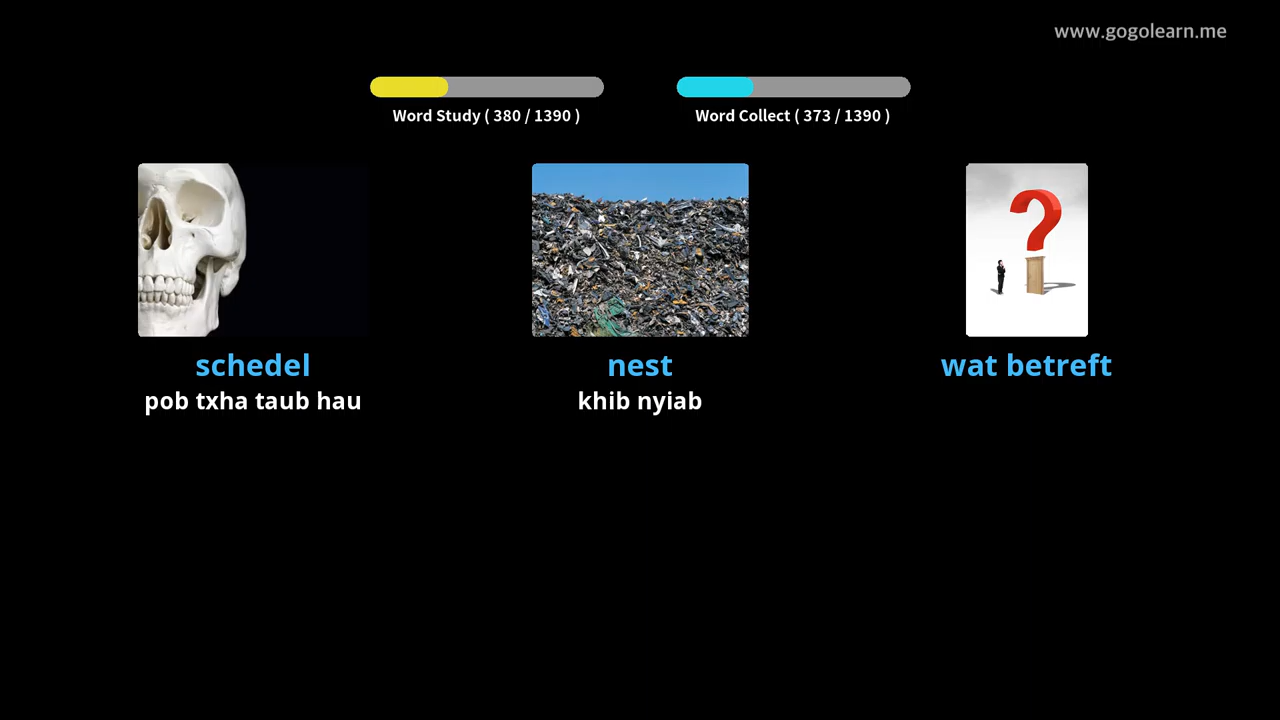 www.gogolearn.me
Word Study ( 380 / 1390 )
Word Collect ( 373 / 1390 )
schedel
nest
wat betreft
pob txha taub hau
khib nyiab